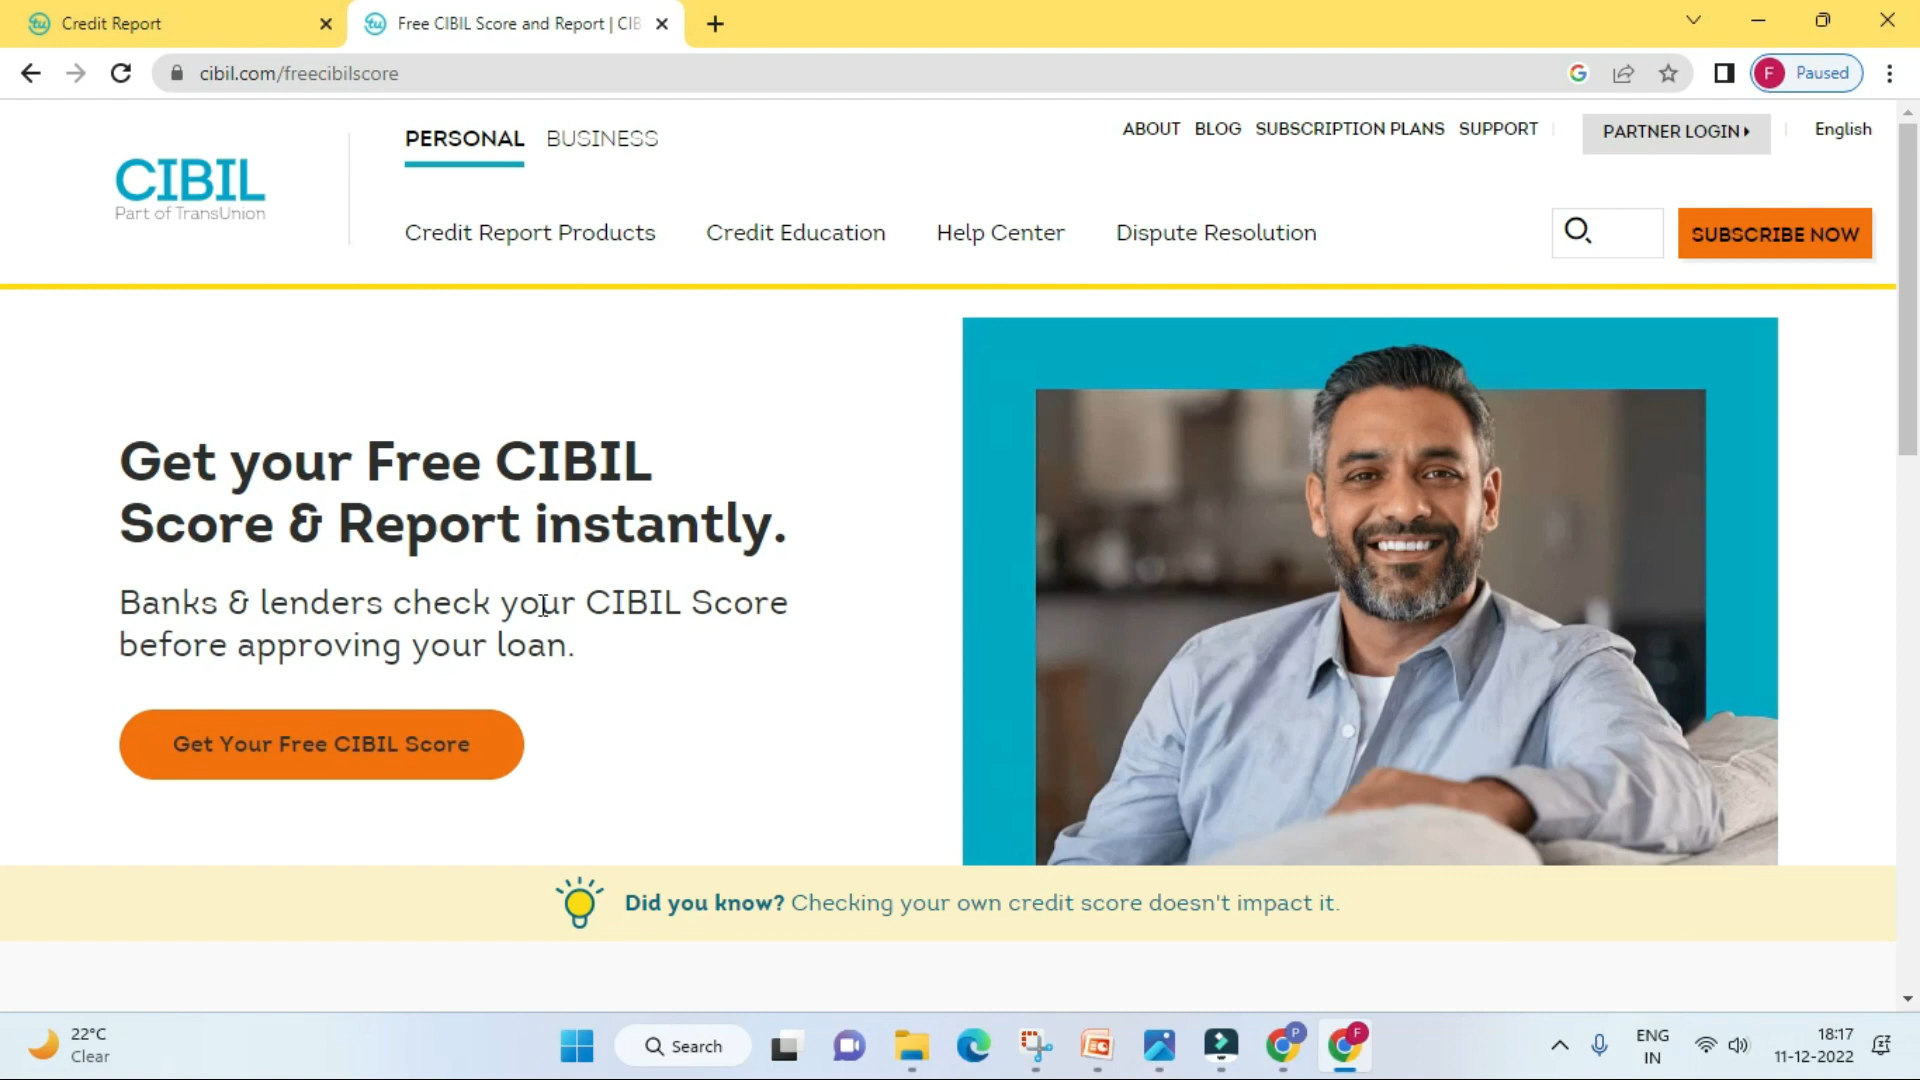 Credit Report
Free CIBIL Score and Report | CIB
cibil.com/freecibilscore
F Paused
PERSONAL BUSINESS
ABOUT BLOG SUBSCRIPTION PLANS SUPPORT
PARTNER LOGIN
English
CIBIL
Part of TransUnion
Credit Report Products Credit Education Help Center Dispute Resolution
SUBSCRIBE NOW
Get your Free CIBIL
Score & Report instantly.
Banks & lenders check your CIBIL Score
before approving your loan.
Get Your Free CIBIL Score
Did you know? Checking your own credit score doesn't impact it.
22°C
Clear
Search
P
F
ENG
IN
18:17
11-12-2022